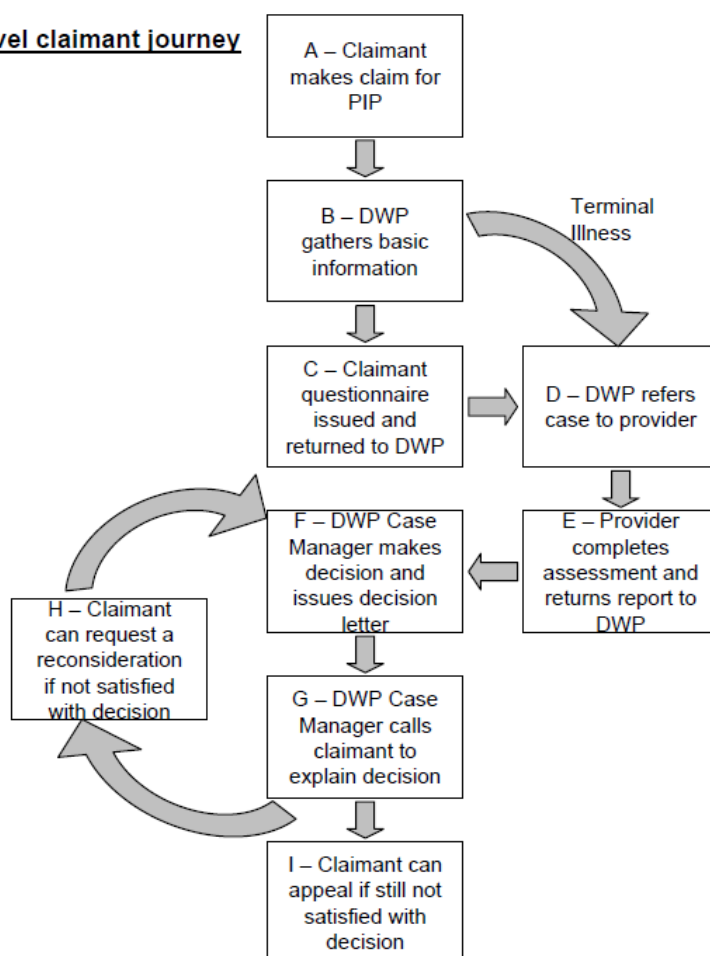 claimant journey
A – Claimant
makes claim for
PIP
B – DWP
gathers basic
information
Terminal
Illness
C – Claimant
questionnaire
issued and
returned to DWP
D – DWP refers
case to provider
E – Provider
completes
assessment and
returns report to
DWP
F – DWP Case
Manager makes
decision and
issues decision
letter
G – DWP Case
Manager calls
claimant to
explain decision
H – Claimant
can request a
reconsideration
if not satisfied
with decision
I – Claimant can
appeal if still not
satisfied with
decision